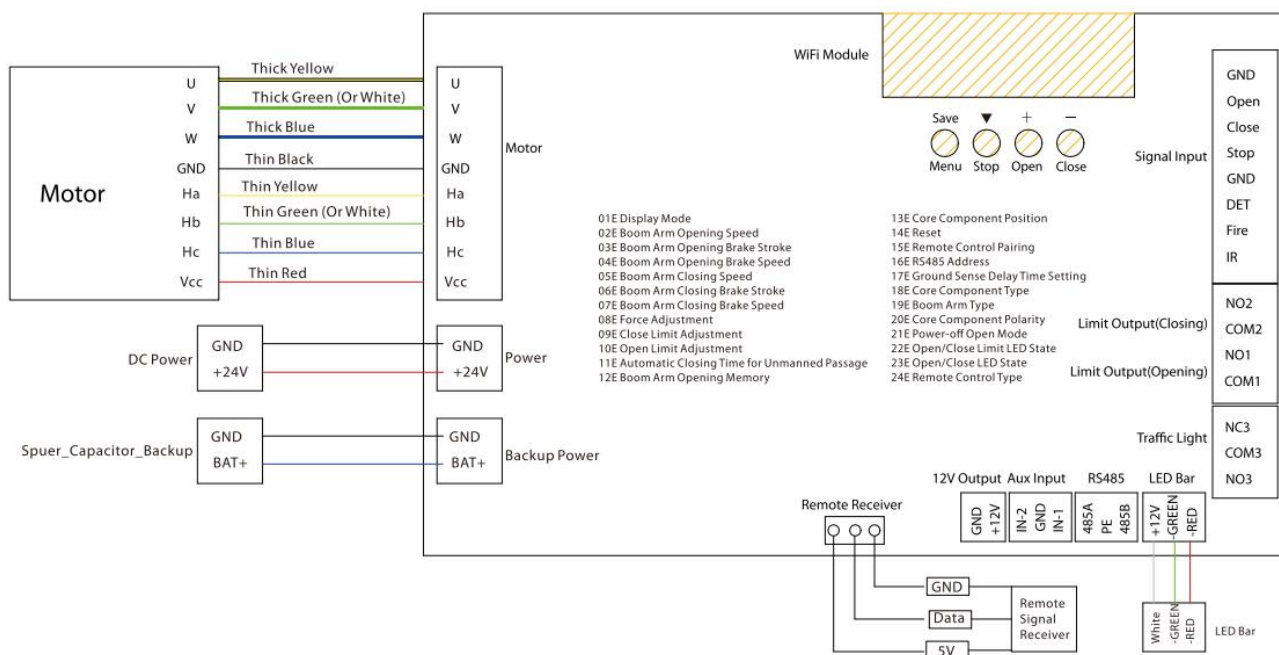 WiFi Module
Save ▼ + −
Menu Stop Open Close
Motor
U
V
W
GND
Ha
Hb
Hc
Vcc
Thick Yellow
Thick Green (Or White)
Thick Blue
Thin Black
Thin Yellow
Thin Green (Or White)
Thin Blue
Thin Red
U
V
W
GND
Ha
Hb
Hc
Vcc
Motor
DC Power
GND
+24V
GND
+24V
Power
Spuer_Capacitor_Backup
GND
BAT+
GND
BAT+
Backup Power
01E Display Mode
02E Boom Arm Opening Speed
03E Boom Arm Opening Brake Stroke
04E Boom Arm Opening Brake Speed
05E Boom Arm Closing Speed
06E Boom Arm Closing Brake Stroke
07E Boom Arm Closing Brake Speed
08E Force Adjustment
09E Close Limit Adjustment
10E Open Limit Adjustment
11E Automatic Closing Time for Unmanned Passage
12E Boom Arm Opening Memory
13E Core Component Position
14E Reset
15E Remote Control Pairing
16E RS485 Address
17E Ground Sense Delay Time Setting
18E Core Component Type
19E Boom Arm Type
20E Core Component Polarity
21E Power-off Open Mode
22E Open/Close Limit LED State
23E Open/Close LED State
24E Remote Control Type
Signal Input
GND
Open
Close
Stop
GND
DET
Fire
IR
Limit Output(Closing)
NO2
COM2
Limit Output(Opening)
NO1
COM1
Traffic Light
NC3
COM3
NO3
12V Output
GND
+12V
Aux Input
IN-2
GND
IN-1
RS485
485A
PE
485B
LED Bar
+12V
-GREEN
-RED
Remote Receiver
GND
Data
5V
Remote
Signal
Receiver
White
-GREEN
-RED
LED Bar